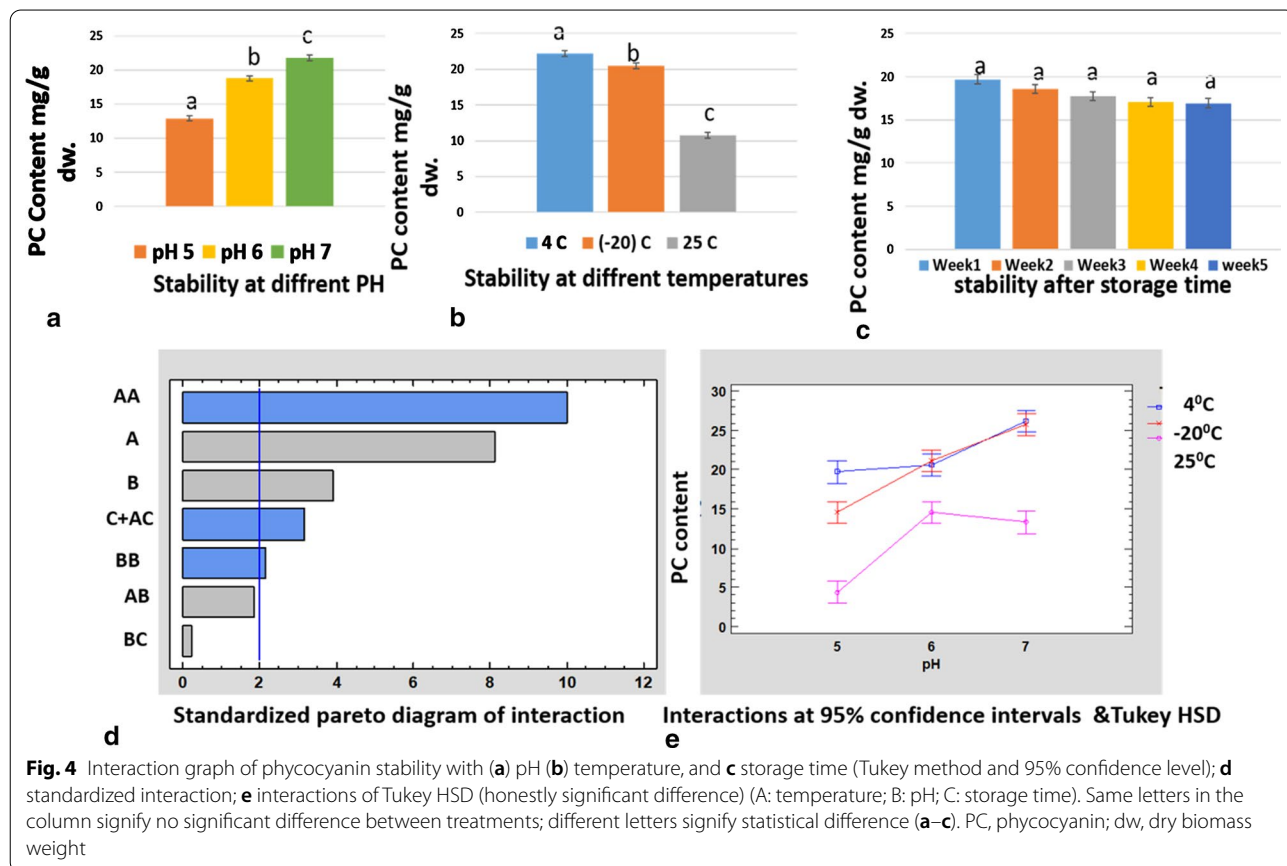 25
20
15
10
5
0
PC Content mg/g
dw.
a
b
c
pH 5 pH 6 pH 7
Stability at diffrent PH
a
25
20
15
10
5
0
PC content mg/g
dw.
a
b
c
4 C (-20) C 25 C
Stability at diffrent temperatures
b
25
20
15
10
5
0
PC content mg/g dw.
a
a
a
a
a
Week1 Week2 Week3 Week4 week5
stability after storage time
c
AA
A
B
C+AC
BB
AB
BC
0 2 4 6 8 10 12
Standardized pareto diagram of interaction
d
30
25
20
15
10
5
0
PC content
5 6 7
pH
4⁰C
-20⁰C
25⁰C
Interactions at 95% confidence intervals &Tukey HSD
e
Fig. 4 Interaction graph of phycocyanin stability with (a) pH (b) temperature, and c storage time (Tukey method and 95% confidence level); d
standardized interaction; e interactions of Tukey HSD (honestly significant difference) (A: temperature; B: pH; C: storage time). Same letters in the
column signify no significant difference between treatments; different letters signify statistical difference (a–c). PC, phycocyanin; dw, dry biomass
weight